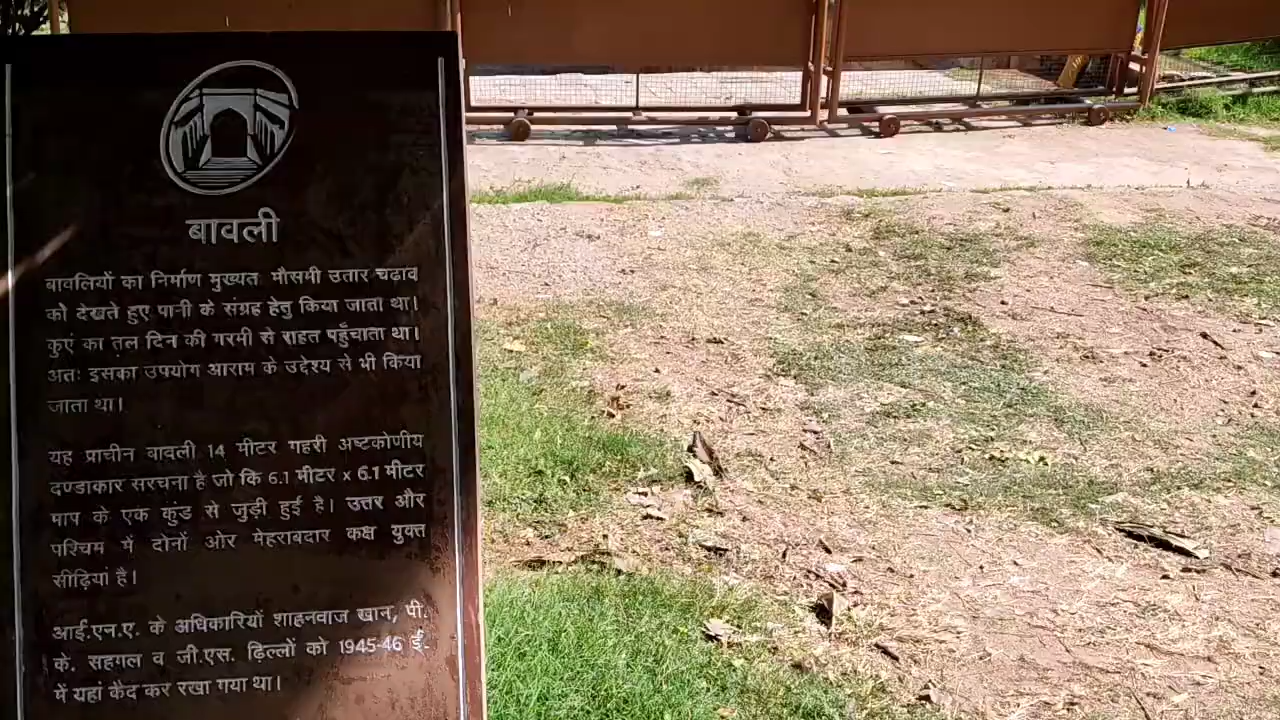 बावली
बावलियों का निर्माण मुख्यत मौसमी उतार चढाव
को देखते हुए पानी के संग्रह हेतु किया जाता था।
कुएं का तल दिन की गरमी से राहत पहुँचाता था।
अतः इसका उपयोग आराम के उद्देश्य से भी किया
जाता था।
यह प्राचीन बावली 14 मीटर गहरी अष्टकोणीय
दण्डाकार सरचना है जो कि 6.1 मीटर x 6.1 मीटर
माप के एक कुंड से जुड़ी हुई है। उत्तर और
पश्चिम में दोनों ओर मेहराबदार कक्ष युक्त
सीढ़ियां है।
आई.एन.ए. के अधिकारियों शाहनवाज खान, पी.
के. सहगल व जी.एस. ढ़िल्लों को 1945-46 ई.
में यहां कैद कर रखा गया था।